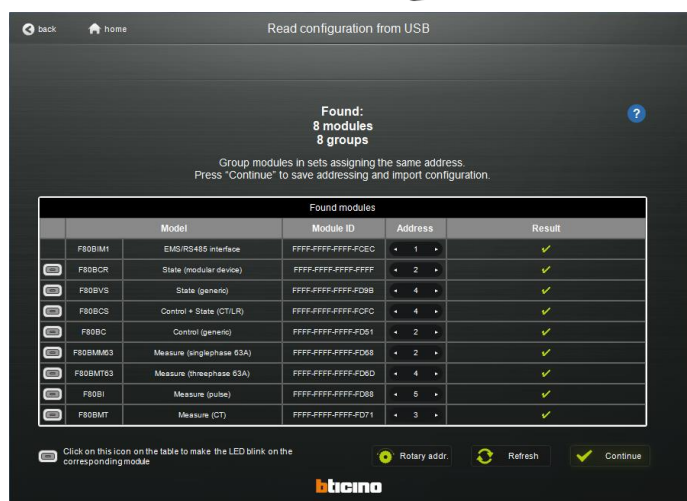 back home Read configuration from USB
Found:
8 modules
8 groups
?
Group modules in sets assigning the same address.
Press "Continue" to save addressing and import configuration.
Found modules
Model Module ID Address Result
F80BIM1 EMS/RS485 interface FFFF-FFFF-FFFF-FCEC 1
F80BCR State (modular device) FFFF-FFFF-FFFF-FFFF 2
F80BVS State (generic) FFFF-FFFF-FFFF-FD9B 4
F80BCS Control + State (CT/LR) FFFF-FFFF-FFFF-FCFC 4
F80BC Control (generic) FFFF-FFFF-FFFF-FD51 2
F80BMM63 Measure (singlephase 63A) FFFF-FFFF-FFFF-FD68 2
F80BMT63 Measure (threephase 63A) FFFF-FFFF-FFFF-FD6D 4
F80BI Measure (pulse) FFFF-FFFF-FFFF-FD88 5
F80BMT Measure (CT) FFFF-FFFF-FFFF-FD71 3
Click on this icon on the table to make the LED blink on the
corresponding module
Rotary addr. Refresh Continue
bticino